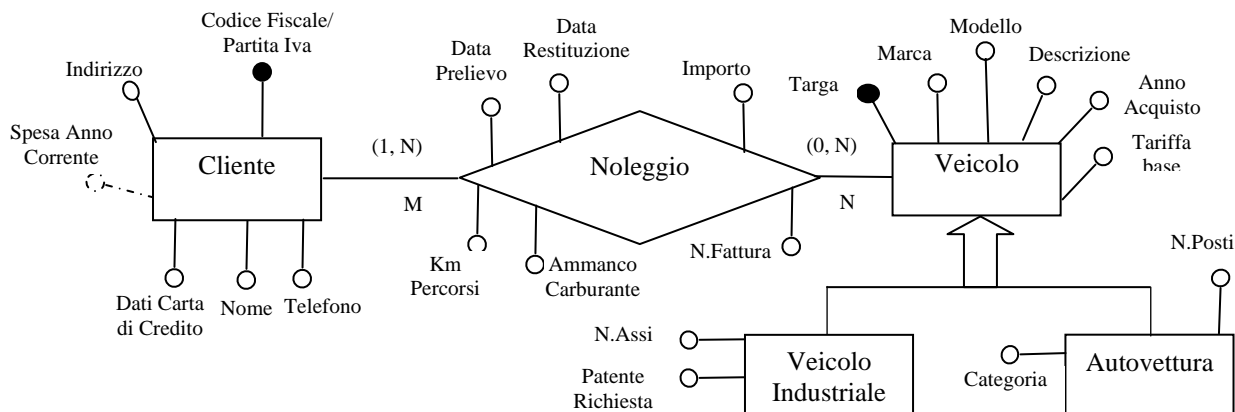 Codice Fiscale/
Partita Iva
Indirizzo
Spesa Anno
Corrente
Cliente
Dati Carta
di Credito
Nome
Telefono
(1, N)
M
Data
Prelievo
Data
Restituzione
Importo
Noleggio
Km
Percorsi
Ammanco
Carburante
N.Fattura
(0, N)
N
Targa
Marca
Modello
Descrizione
Anno
Acquisto
Tariffa
base
Veicolo
N.Assi
Patente
Richiesta
Veicolo
Industriale
Categoria
N.Posti
Autovettura